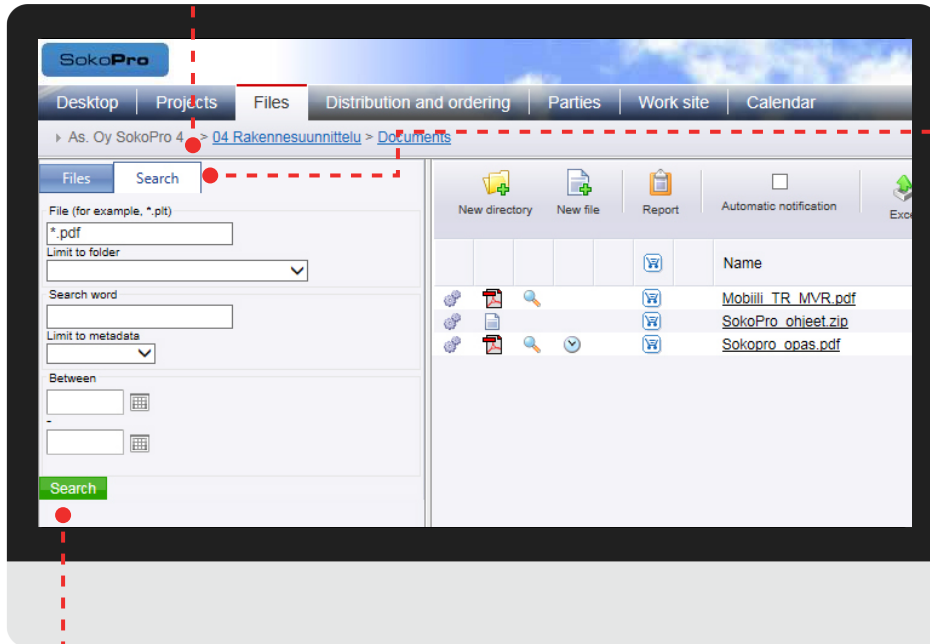 SokoPro
Desktop Projects Files Distribution and ordering Parties Work site Calendar
As. Oy SokoPro 4 > 04 Rakennesuunnittelu > Documents
Files Search
File (for example, *.plt)
*.pdf
Limit to folder
Search word
Limit to metadata
Between
-
Search
New directory New file Report Automatic notification
Name
Mobiili_TR_MVR.pdf
SokoPro_ohjeet.zip
Sokopro_opas.pdf